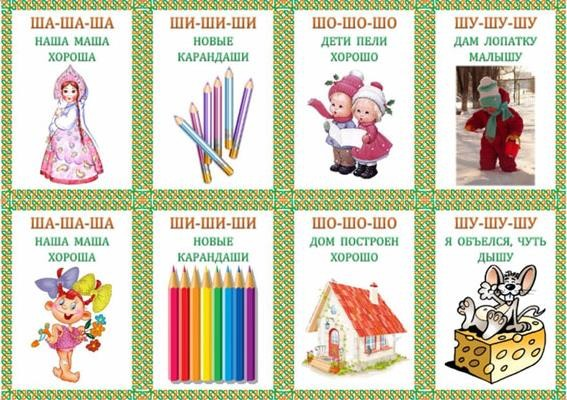 ША-ША-ША
НАША МАША
ХОРОША
ШИ-ШИ-ШИ
НОВЫЕ
КАРАНДАШИ
ШО-ШО-ШО
ДЕТИ ПЕЛИ
ХОРОШО
ШУ-ШУ-ШУ
ДАМ ЛОПАТКУ
МАЛЫШУ
ША-ША-ША
НАША МАША
ХОРОША
ШИ-ШИ-ШИ
НОВЫЕ
КАРАНДАШИ
ШО-ШО-ШО
ДОМ ПОСТРОЕН
ХОРОШО
ШУ-ШУ-ШУ
Я ОБЪЕЛСЯ, ЧУТЬ
ДЫШУ